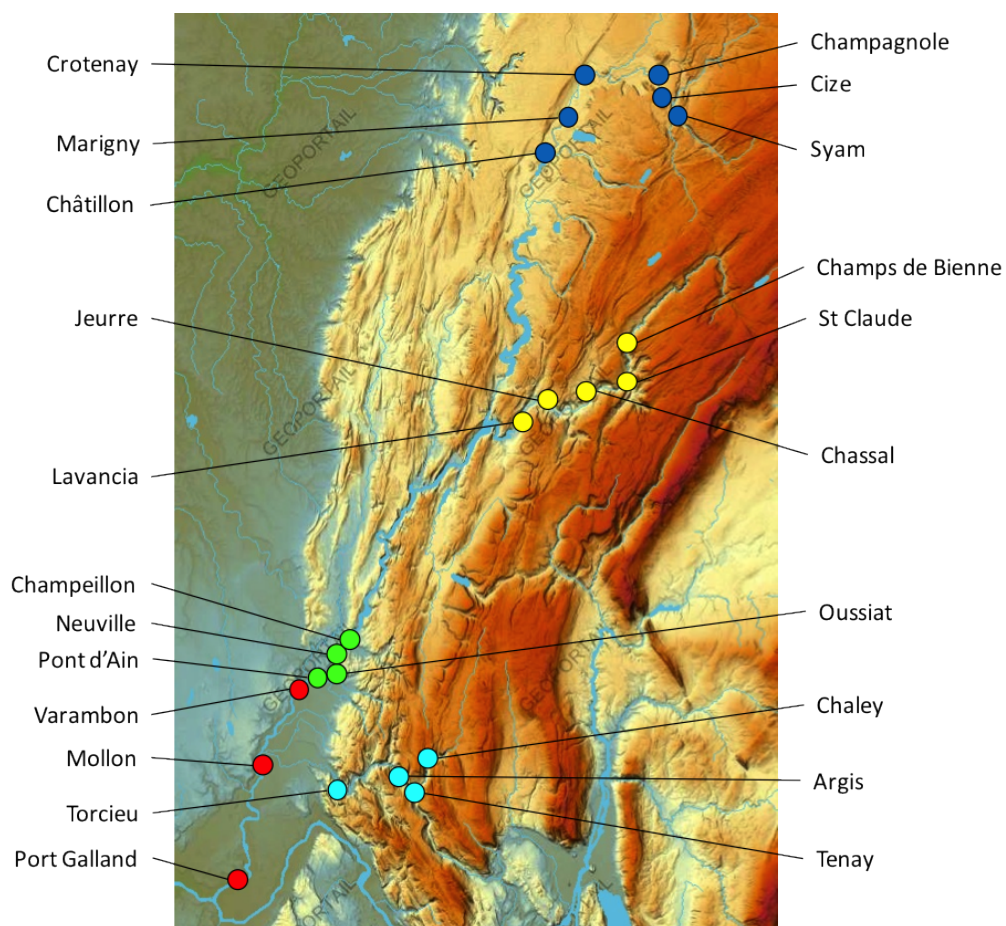 Crotenay
Champagnole
Cize
Marigny
Syam
Châtillon
Champs de Bienne
Jeurre
St Claude
Lavancia
Chassal
Champeillon
Neuville
Oussiat
Pont d'Ain
Varambon
Chaley
Mollon
Argis
Torcieu
Port Galland
Tenay
GEOPORTAIL
GEOPORTAIL
GEOPORTAIL
GEOPORTAIL
GEOPORTAIL
GEOPORTAIL
GEOPORTAIL